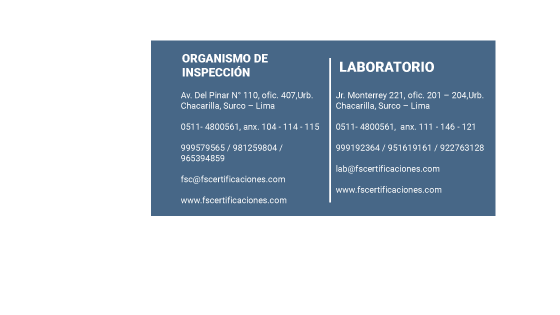 ORGANISMO DE
INSPECCIÓN
Av. Del Pinar N° 110, ofic. 407,Urb.
Chacarilla, Surco – Lima
0511- 4800561, anx. 104 - 114 - 115
999579565 / 981259804 /
965394859
fsc@fscertificaciones.com
www.fscertificaciones.com
LABORATORIO
Jr. Monterrey 221, ofic. 201 – 204,Urb.
Chacarilla, Surco – Lima
0511- 4800561, anx. 111 - 146 - 121
999192364 / 951619161 / 922763128
lab@fscertificaciones.com
www.fscertificaciones.com